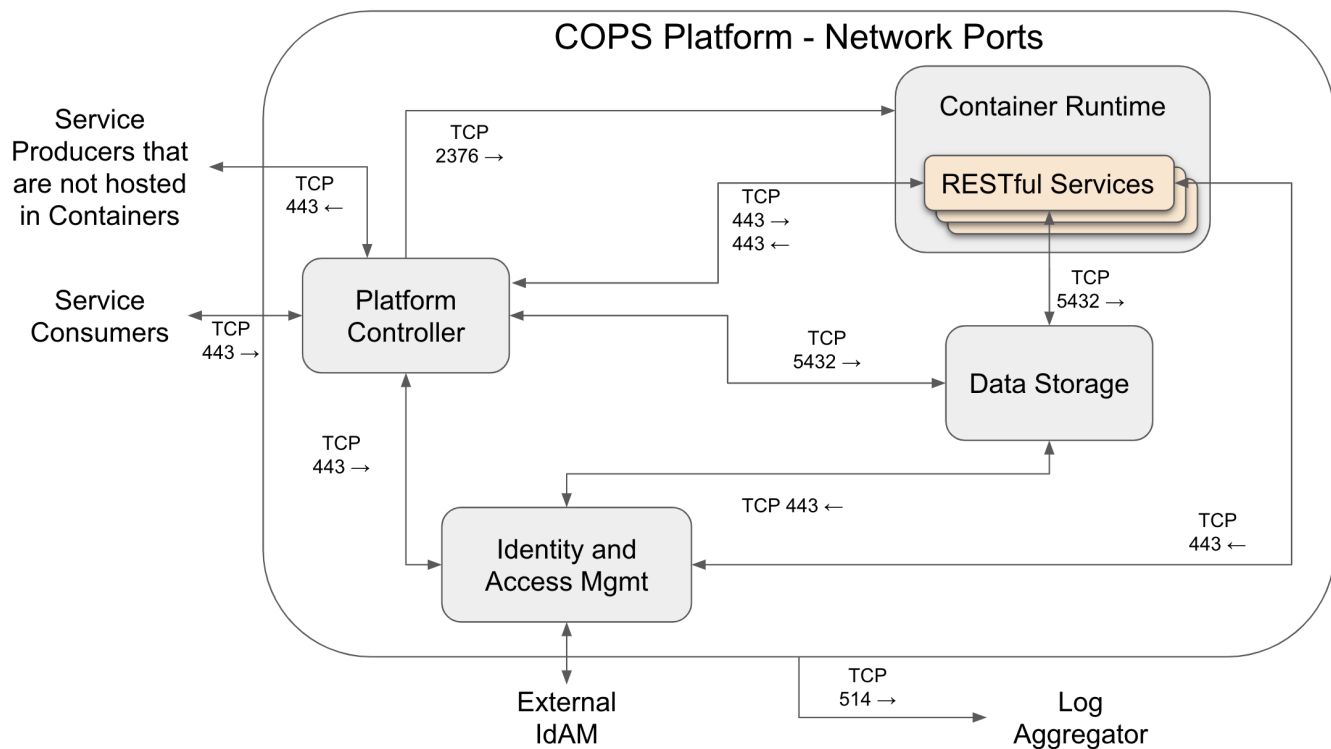 COPS Platform - Network Ports
Container Runtime
RESTful Services
Service
Producers that
are not hosted
in Containers
TCP
2376 →
TCP
443 ←
TCP
443 →
443 ←
Service
Consumers
TCP
443 →
Platform
Controller
TCP
5432 →
TCP
5432 →
Data Storage
TCP
443 →
TCP 443 ←
TCP
443 ←
Identity and
Access Mgmt
External
IdAM
TCP
514 →
Log
Aggregator